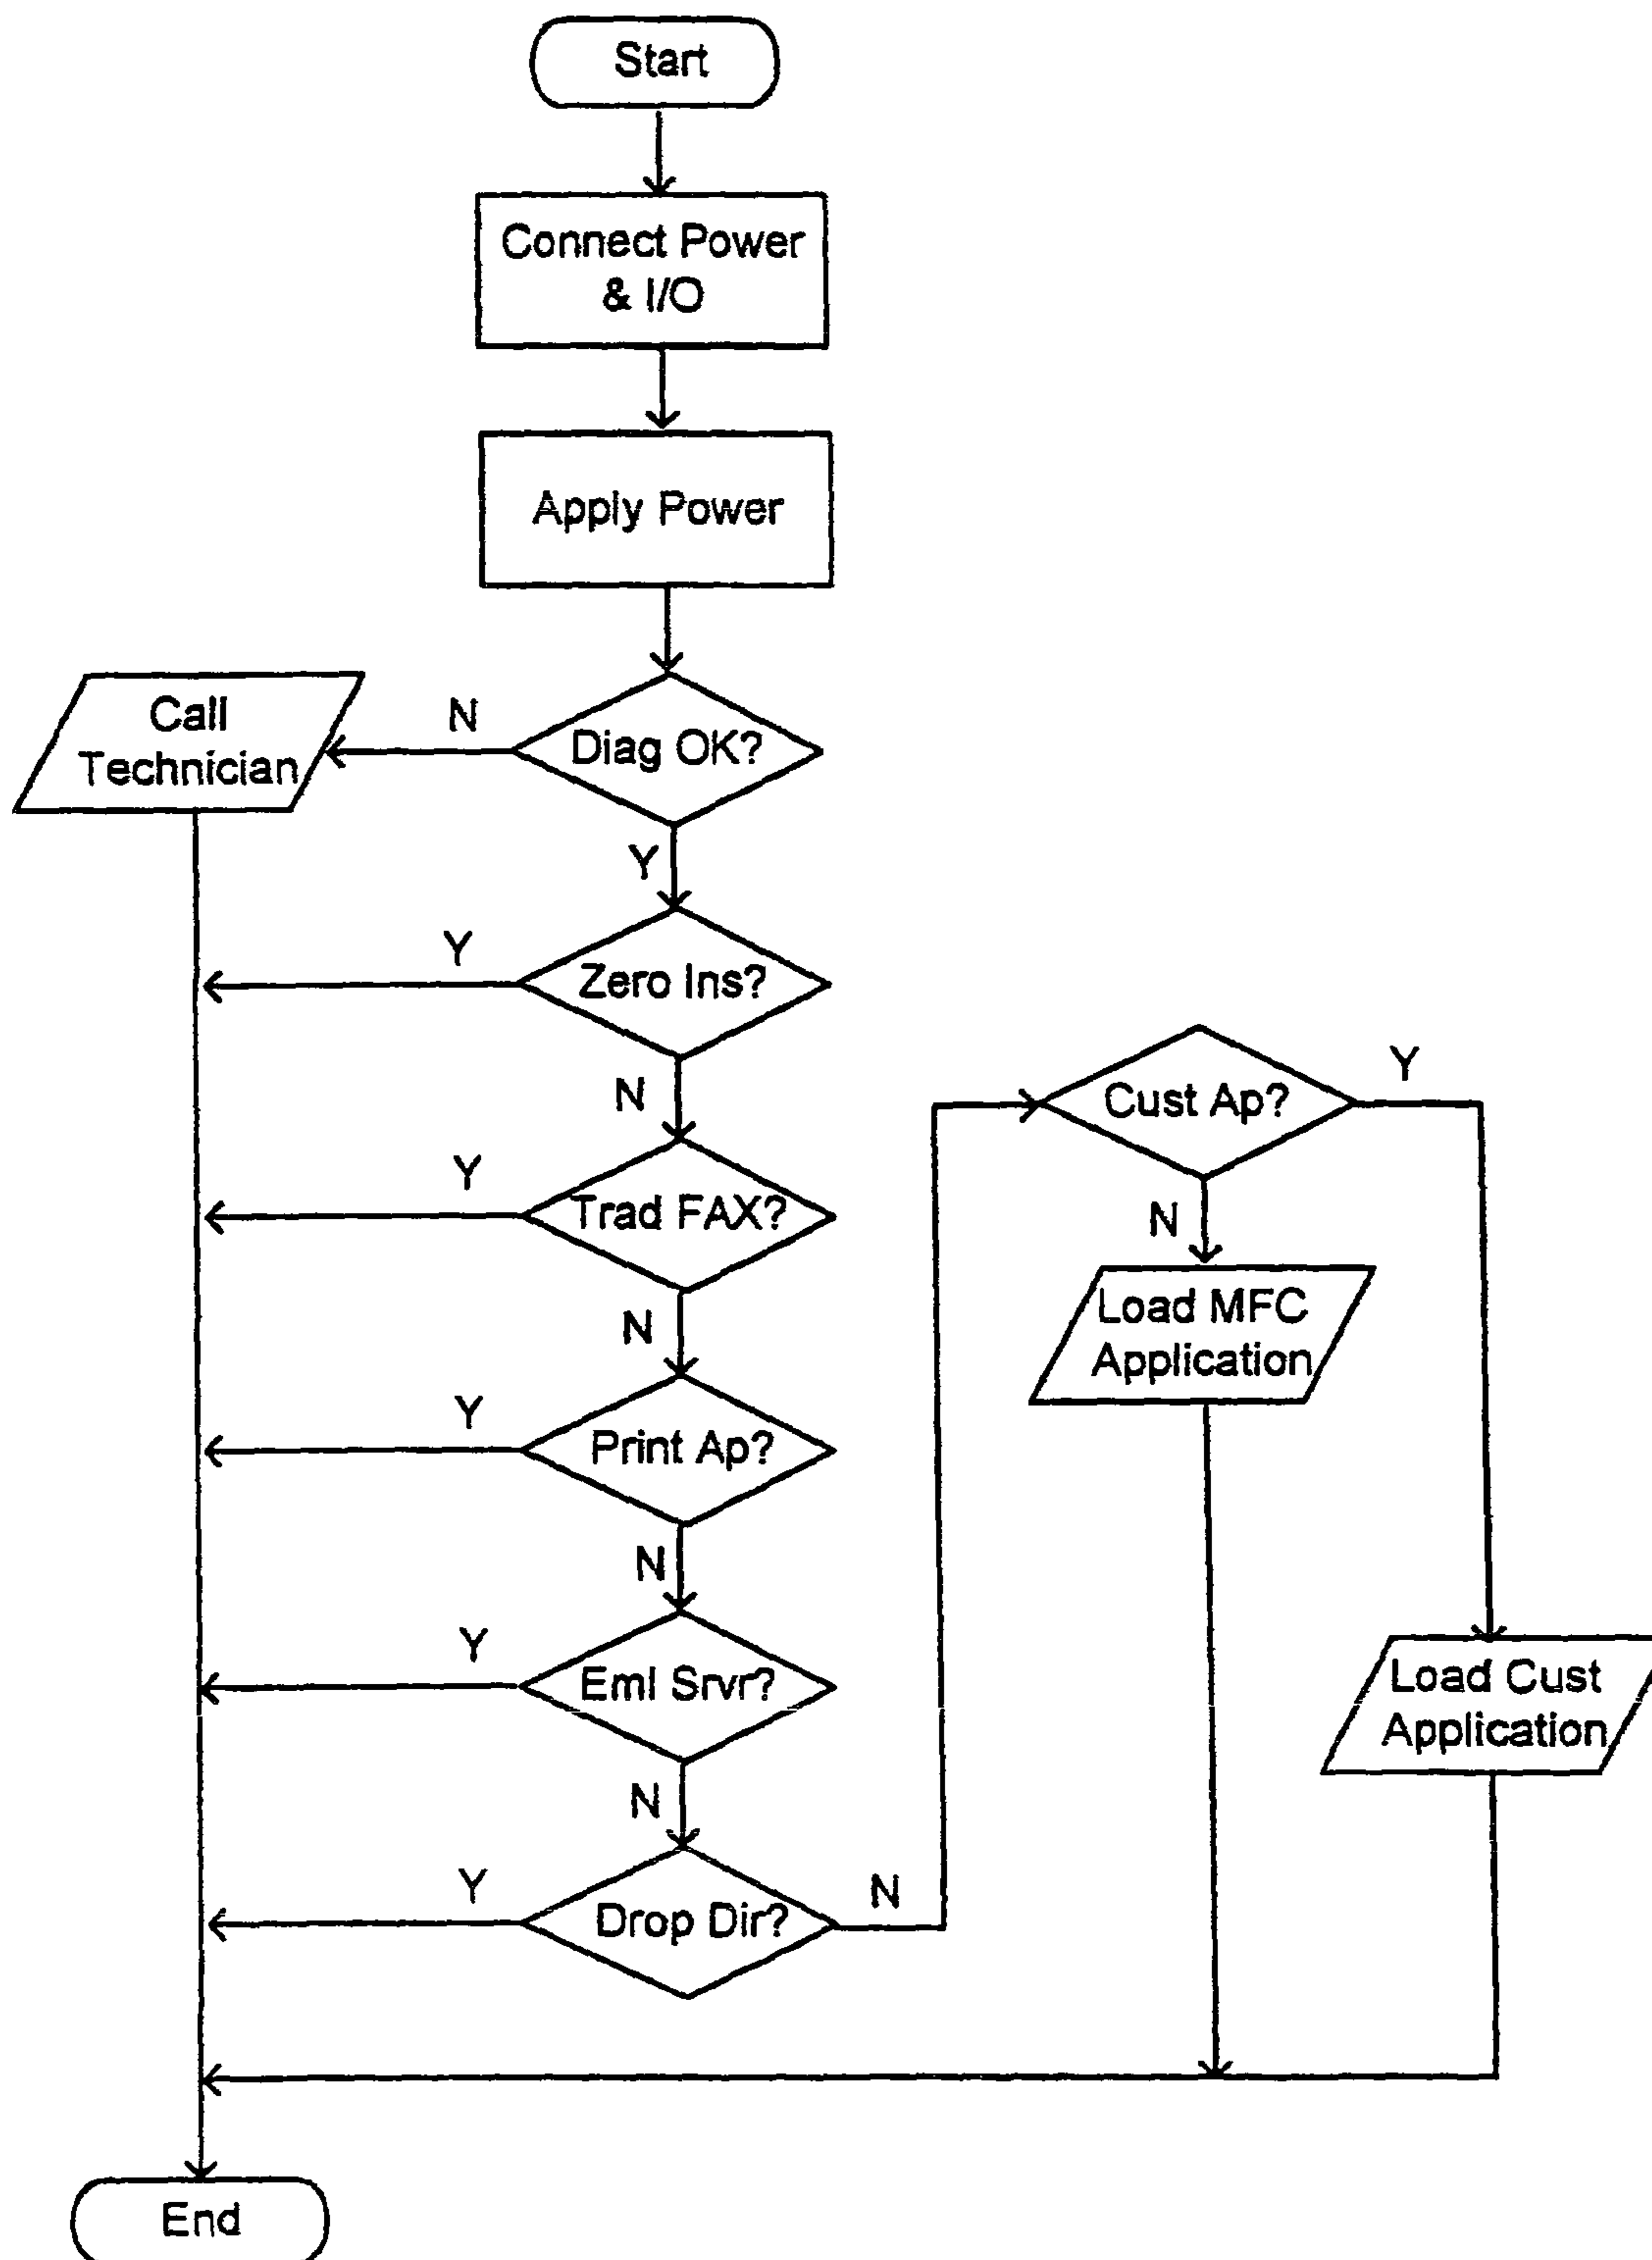 Start
Connect Power
& I/O
Apply Power
Call
Technician
N
Diag OK?
Y
Y
Zero Ins?
N
Y
Trad FAX?
N
Y
Print Ap?
N
Y
Eml Srvr?
N
Y
Drop Dir?
N
Cust Ap?
Y
N
Load MFC
Application
Load Cust
Application
End